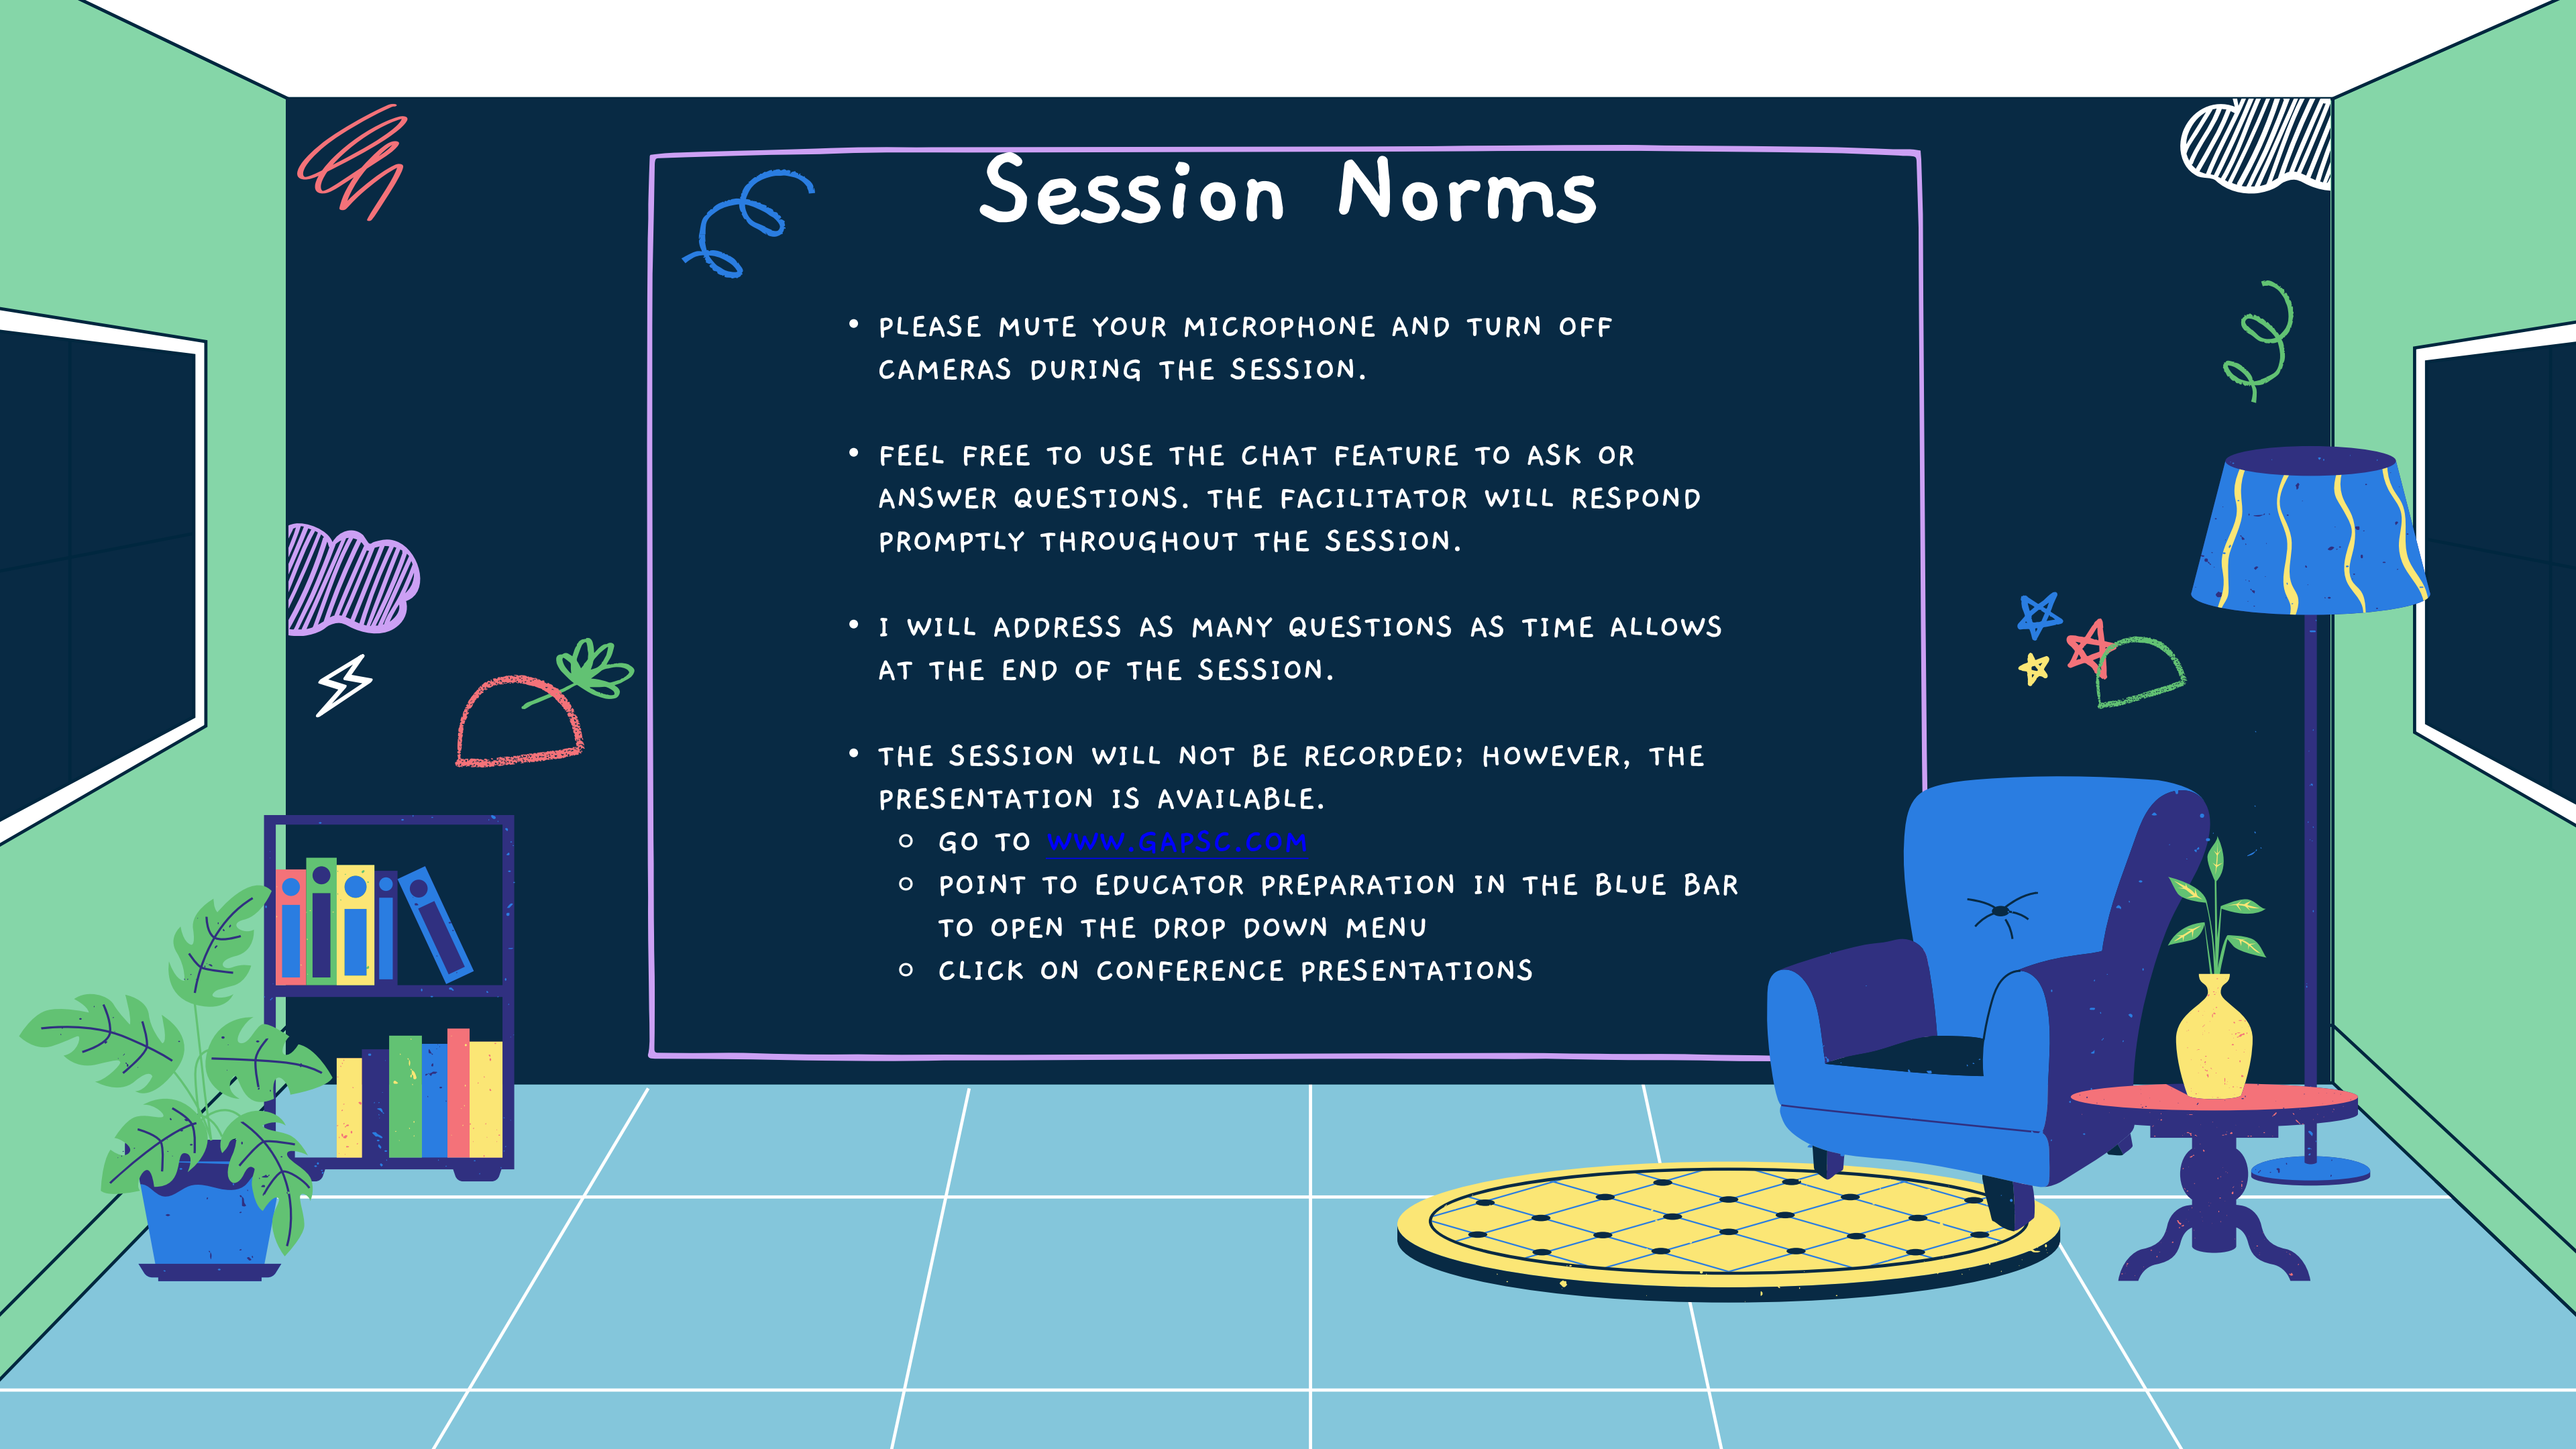 Session Norms
• PLEASE MUTE YOUR MICROPHONE AND TURN OFF
CAMERAS DURING THE SESSION.
• FEEL FREE TO USE THE CHAT FEATURE TO ASK OR
ANSWER QUESTIONS. THE FACILITATOR WILL RESPOND
PROMPTLY THROUGHOUT THE SESSION.
• I WILL ADDRESS AS MANY QUESTIONS AS TIME ALLOWS
AT THE END OF THE SESSION.
• THE SESSION WILL NOT BE RECORDED; HOWEVER, THE
PRESENTATION IS AVAILABLE.
○ GO TO WWW.GAPSC.COM
○ POINT TO EDUCATOR PREPARATION IN THE BLUE BAR
TO OPEN THE DROP DOWN MENU
○ CLICK ON CONFERENCE PRESENTATIONS